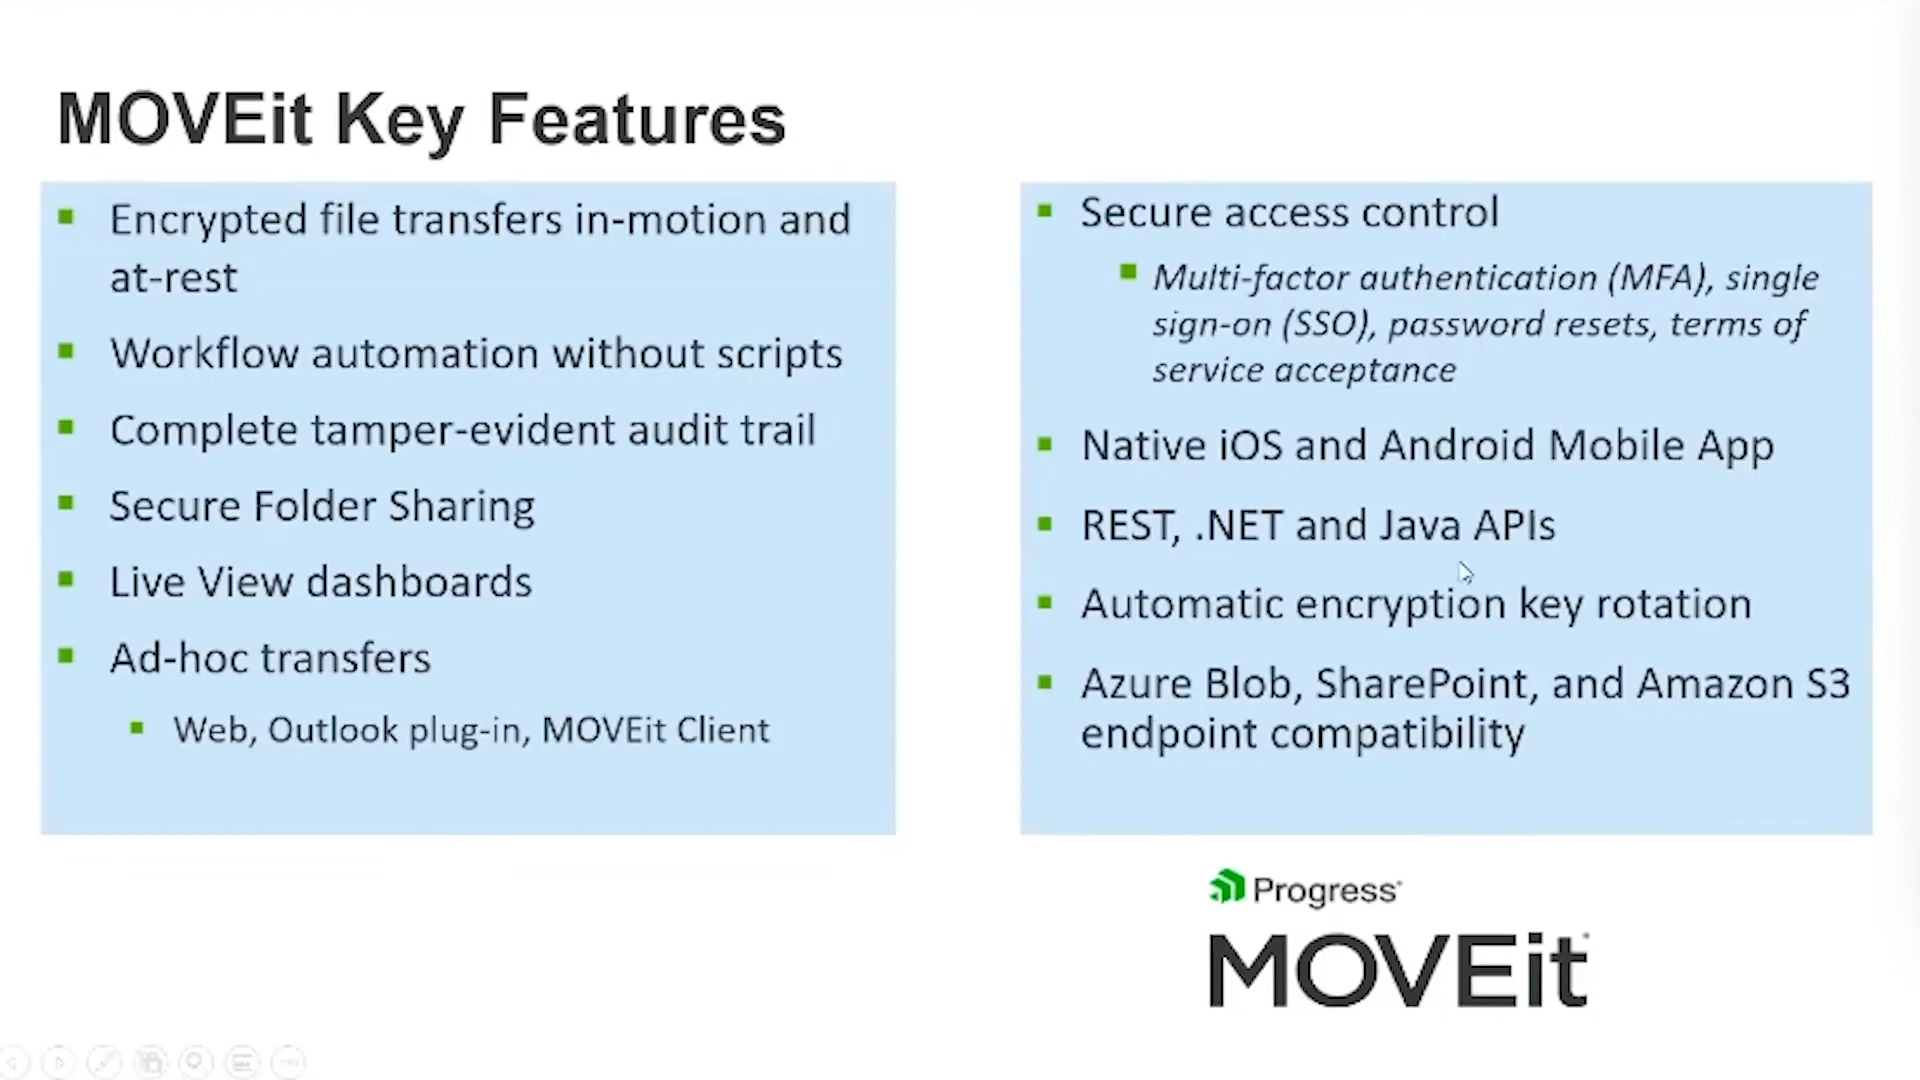 MOVEit Key Features
Encrypted file transfers in-motion and
at-rest
Workflow automation without scripts
Complete tamper-evident audit trail
Secure Folder Sharing
Live View dashboards
Ad-hoc transfers
Web, Outlook plug-in, MOVEit Client
Secure access control
Multi-factor authentication (MFA), single
sign-on (SSO), password resets, terms of
service acceptance
Native iOS and Android Mobile App
REST, .NET and Java APIs
Automatic encryption key rotation
Azure Blob, SharePoint, and Amazon S3
endpoint compatibility
Progress
MOVEit